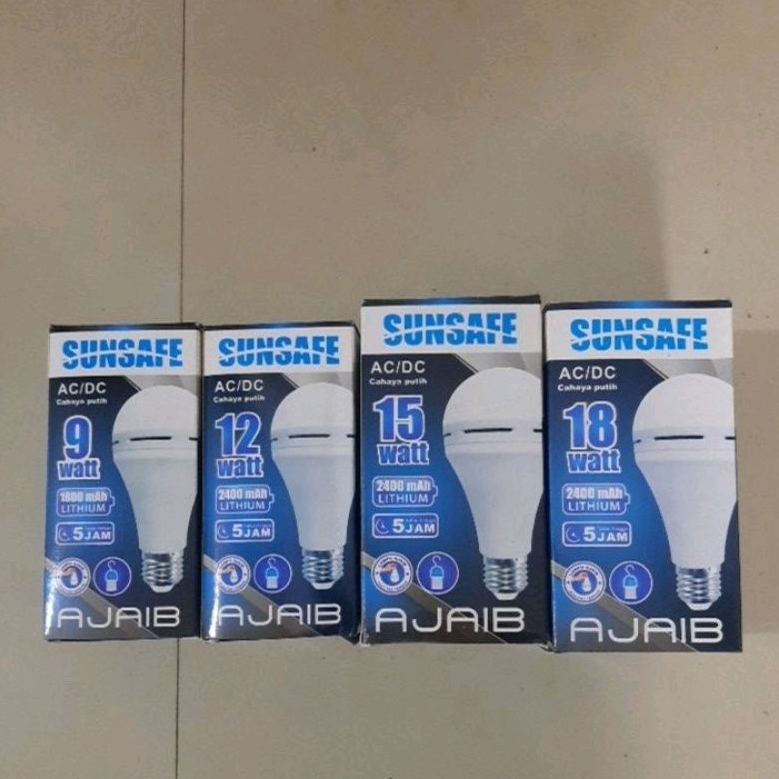 SUNSAFE
AC/DC
Cahaya putih
9
watt
1800 mAh
LITHIUM
5 JAM
AJAIB
SUNSAFE
AC/DC
Cahaya putih
12
watt
2400 mAh
LITHIUM
5 JAM
AJAIB
SUNSAFE
AC/DC
Cahaya putih
15
watt
2400 mAh
LITHIUM
5 JAM
AJAIB
SUNSAFE
AC/DC
Cahaya putih
18
watt
2400 mAh
LITHIUM
5 JAM
AJAIB